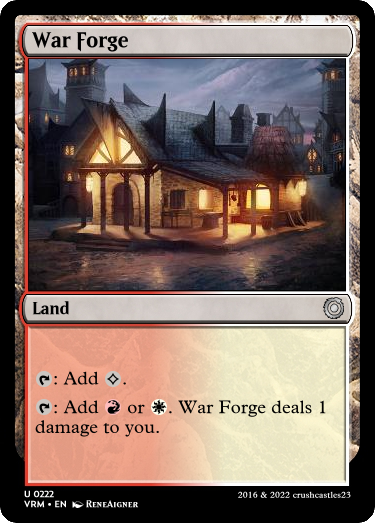 War Forge
Land
: Add .
: Add or . War Forge deals 1
damage to you.
U 0222
VRM • EN RENEAIGNER
2016 & 2022 crushcastles23